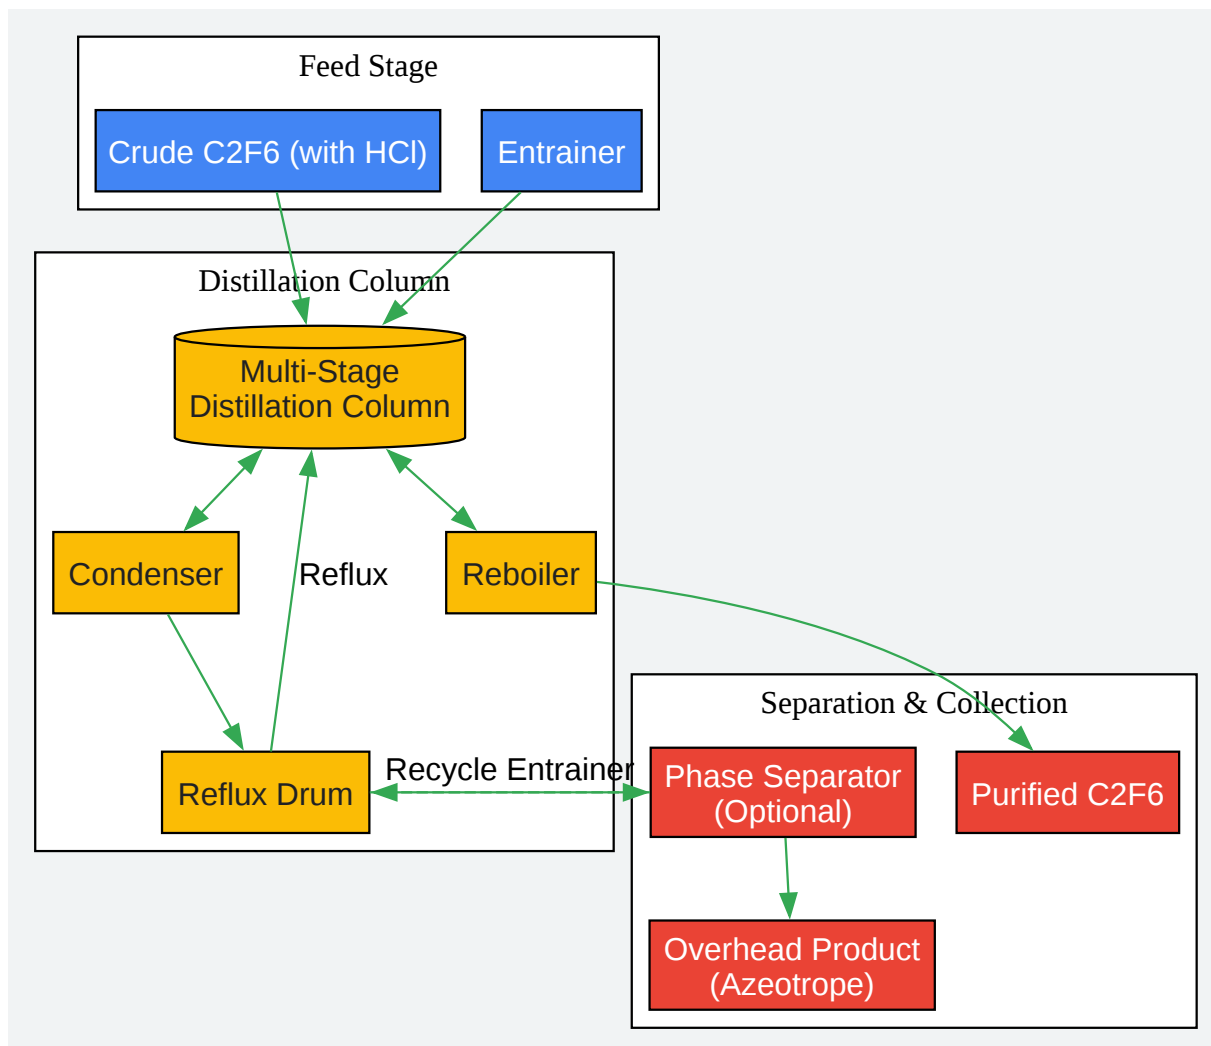 Feed Stage
Crude C2F6 (with HCl)
Entrainer
Distillation Column
Multi-Stage
Distillation Column
Condenser
Reflux
Reboiler
Separation & Collection
Recycle Entrainer
Reflux Drum
Phase Separator
(Optional)
Purified C2F6
Overhead Product
(Azeotrope)